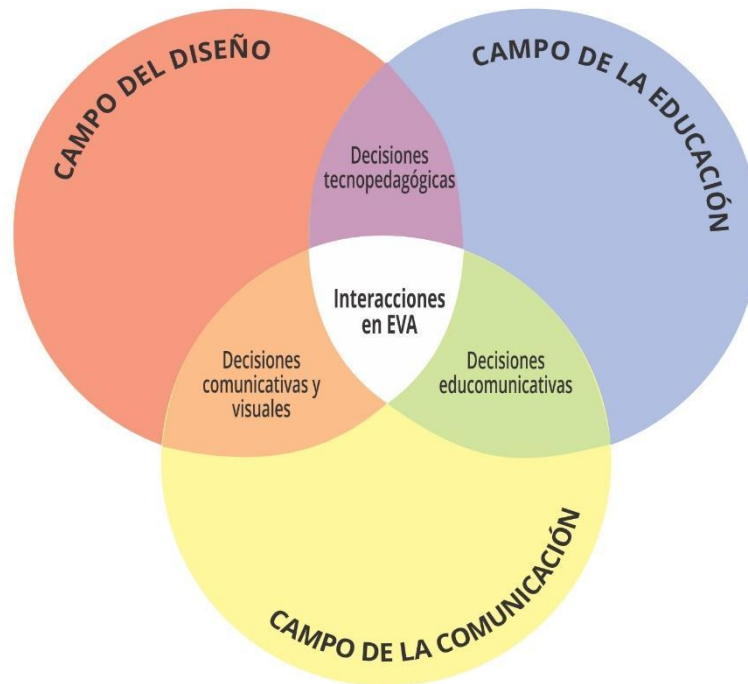 CAMPO DEL DISEÑO
CAMPO DE LA EDUCACIÓN
Decisiones
tecnopedagógicas
Interacciones
en EVA
Decisiones
comunicativas y
visuales
Decisiones
educomunicativas
CAMPO DE LA COMUNICACIÓN